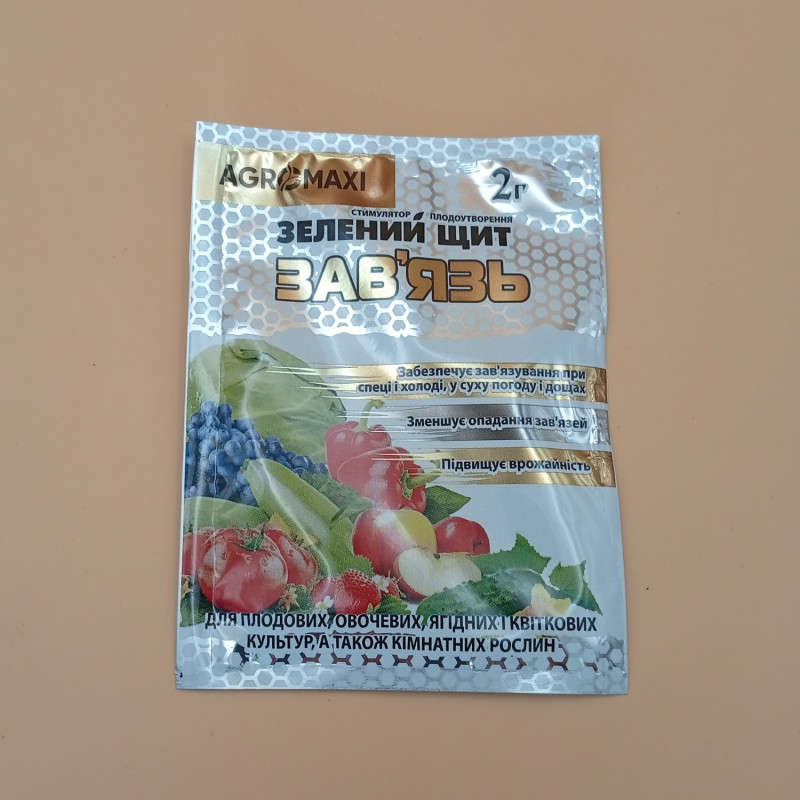 AGROMAXI
2г
СТИМУЛЯТОР ПЛОДОУТВОРЕННЯ
ЗЕЛЕНИЙ ЩИТ
ЗАВ'ЯЗЬ
Забезпечує зав'язування при
спеці і холоді, у суху погоду і дощах
Зменшує опадання зав'язей
Підвищує врожайність
ДЛЯ ПЛОДОВИХ, ОВОЧЕВИХ, ЯГІДНИХ І КВІТКОВИХ
КУЛЬТУР, А ТАКОЖ КІМНАТНИХ РОСЛИН